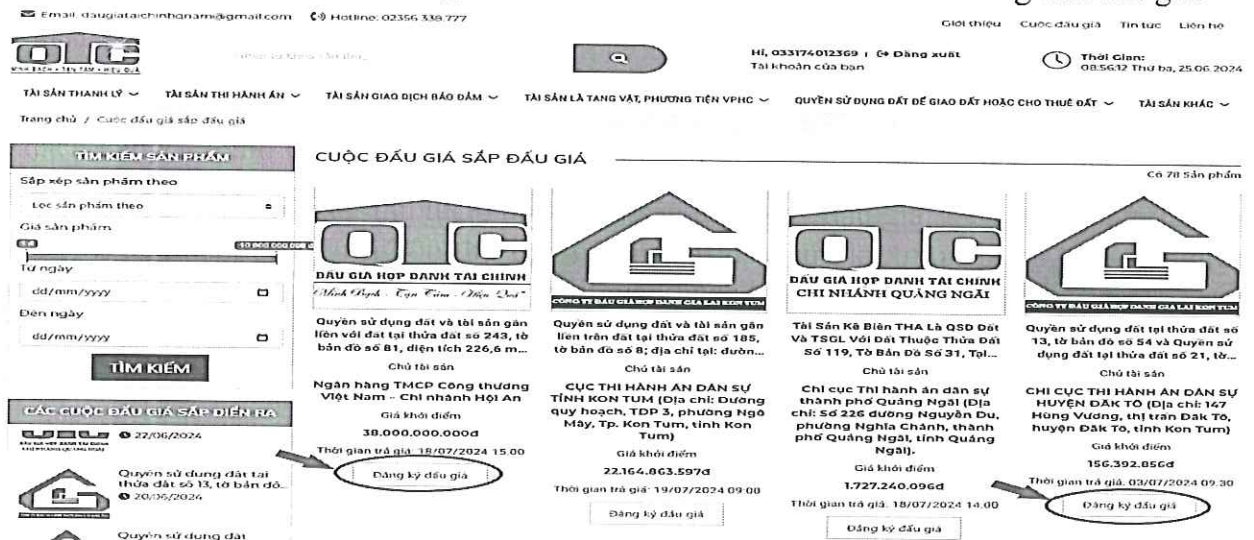 Email: daugiataichinhqnam@gmail.com
Hotline: 02356 338.777
Giới thiệu Cuộc đấu giá Tin tức Liên hệ
QTC
MINH BẠCH - TẬN TÂM - HIỆU QUẢ
Hi, 033174012369 | Đăng xuất
Tài khoản của bạn
Thời Gian:
08:56:12 Thứ ba, 25.06.2024
TÀI SẢN THANH LÝ
TÀI SẢN THI HÀNH ÁN
TÀI SẢN GIAO DỊCH BẢO ĐẢM
TÀI SẢN LÀ TANG VẬT, PHƯƠNG TIỆN VPHC
QUYỀN SỬ DỤNG ĐẤT ĐỂ GIAO ĐẤT HOẶC CHO THUÊ ĐẤT
TÀI SẢN KHÁC
Trang chủ / Cuộc đấu giá sắp đấu giá
TÌM KIẾM SẢN PHẨM
Sắp xếp sản phẩm theo
Lọc sản phẩm theo
Giá sản phẩm
Từ ngày
dd/mm/yyyy
Đến ngày
dd/mm/yyyy
TÌM KIẾM
CÁC CUỘC ĐẤU GIÁ SẮP DIỄN RA
22/06/2024
Quyền sử dụng đất tại
thửa đất số 13, tờ bản đồ...
20/06/2024
Quyền sử dụng đất
CUỘC ĐẤU GIÁ SẮP ĐẤU GIÁ
Có 78 Sản phẩm
QTC
ĐẤU GIÁ HỢP DANH TÀI CHÍNH
"Minh Bạch - Tận Tâm - Hiệu Quả"
Quyền sử dụng đất và tài sản gắn
liền với đất tại thửa đất số 243, tờ
bản đồ số 81, diện tích 226,6 m...
Chủ tài sản
Ngân hàng TMCP Công thương
Việt Nam - Chi nhánh Hội An
Giá khởi điểm
38.000.000.000đ
Thời gian trả giá: 18/07/2024 15:00
Đăng ký đấu giá
CÔNG TY ĐẤU GIÁ HỢP DANH GIA LAI KON TUM
Quyền sử dụng đất và tài sản gắn
liền trên đất tại thửa đất số 185,
tờ bản đồ số 8; địa chỉ tại: đườn...
Chủ tài sản
CỤC THI HÀNH ÁN DÂN SỰ
TỈNH KON TUM (Địa chỉ: Đường
quy hoạch, TDP 3, phường Ngô
Mây, Tp. Kon Tum, tỉnh Kon
Tum)
Giá khởi điểm
22.164.863.597đ
Thời gian trả giá: 19/07/2024 09:00
Đăng ký đấu giá
QTC
ĐẤU GIÁ HỢP DANH TÀI CHÍNH
CHI NHÁNH QUẢNG NGÃI
Tài Sản Kê Biên THA Là QSD Đất
Và TSGL Với Đất Thuộc Thửa Đất
Số 119, Tờ Bản Đồ Số 31, Tại...
Chủ tài sản
Chi cục Thi hành án dân sự
thành phố Quảng Ngãi (Địa
chỉ: Số 226 đường Nguyễn Du,
phường Nghĩa Chánh, thành
phố Quảng Ngãi, tỉnh Quảng
Ngãi).
Giá khởi điểm
1.727.240.096đ
Thời gian trả giá: 18/07/2024 14:00
Đăng ký đấu giá
CÔNG TY ĐẤU GIÁ HỢP DANH GIA LAI KON TUM
Quyền sử dụng đất tại thửa đất số
13, tờ bản đồ số 54 và Quyền sử
dụng đất tại thửa đất số 21, tờ...
Chủ tài sản
CHI CỤC THI HÀNH ÁN DÂN SỰ
HUYỆN ĐĂK TÔ (Địa chỉ: 147
Hùng Vương, thị trấn Đăk Tô,
huyện Đăk Tô, tỉnh Kon Tum)
Giá khởi điểm
156.392.856đ
Thời gian trả giá: 03/07/2024 09:30
Đăng ký đấu giá